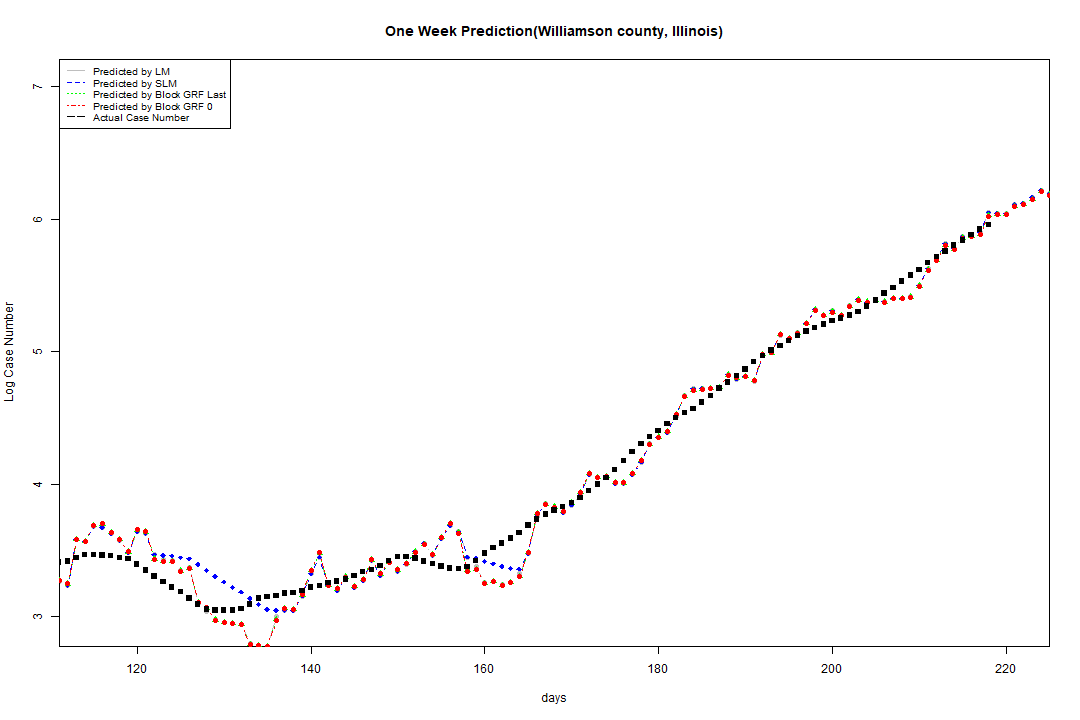 One Week Prediction(Williamson county, Illinois)
Predicted by LM
Predicted by SLM
Predicted by Block GRF Last
Predicted by Block GRF 0
Actual Case Number
7
6
5
4
3
Log Case Number
120 140 160 180 200 220
days